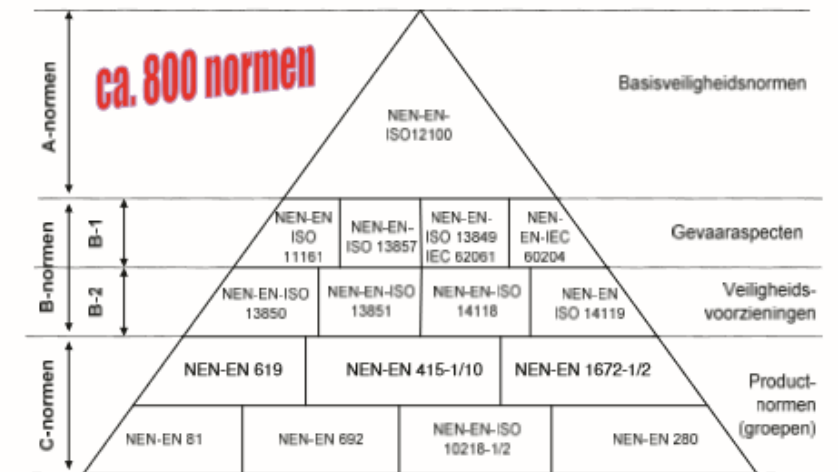 ca. 800 normen
A-normen
NEN-EN-
ISO12100
Basisveiligheidsnormen
B-normen
B-1
NEN-EN
ISO
11161
NEN-EN-
ISO 13857
NEN-EN-
ISO 13849
IEC 62061
NEN-
EN-IEC
60204
Gevaaraspecten
B-2
NEN-EN-ISO
13850
NEN-EN-ISO
13851
NEN-EN-ISO
14118
NEN-EN
ISO 14119
Veiligheids-
voorzieningen
C-normen
NEN-EN 619
NEN-EN 415-1/10
NEN-EN 1672-1/2
Product-
normen
(groepen)
NEN-EN 81
NEN-EN 692
NEN-EN-ISO
10218-1/2
NEN-EN 280